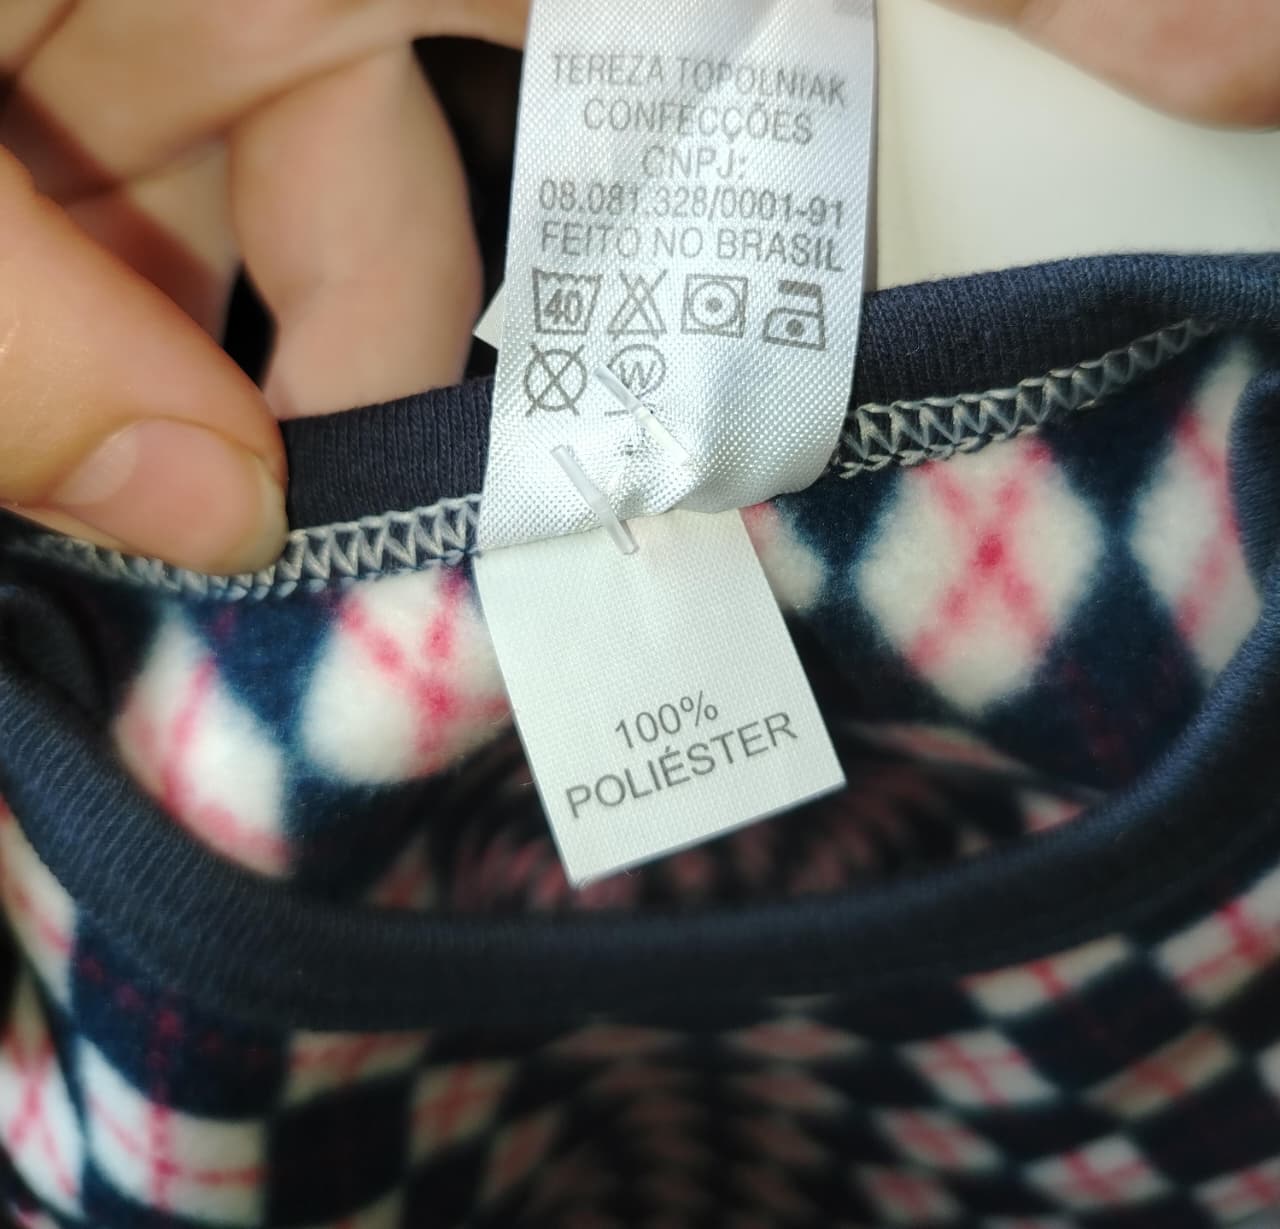 TEREZA TOPOLNIAK
CONFECÇÕES
CNPJ:
08.081.328/0001-91
FEITO NO BRASIL
40
W
100%
POLIÉSTER